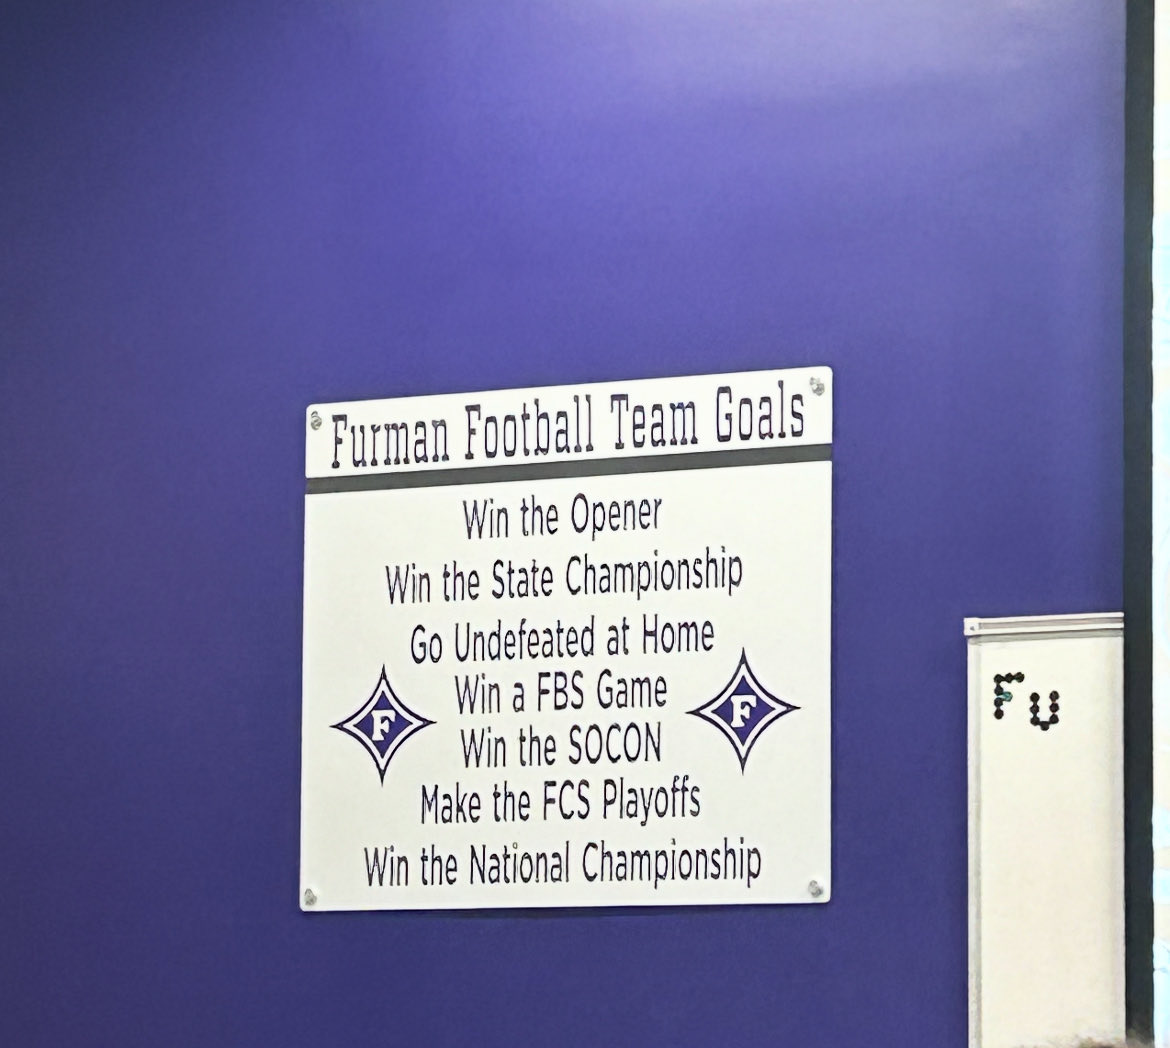 Furman Football Team Goals
Win the Opener
Win the State Championship
Go Undefeated at Home
Win a FBS Game
F
F
Win the SOCON
Make the FCS Playoffs
Win the National Championship
FU